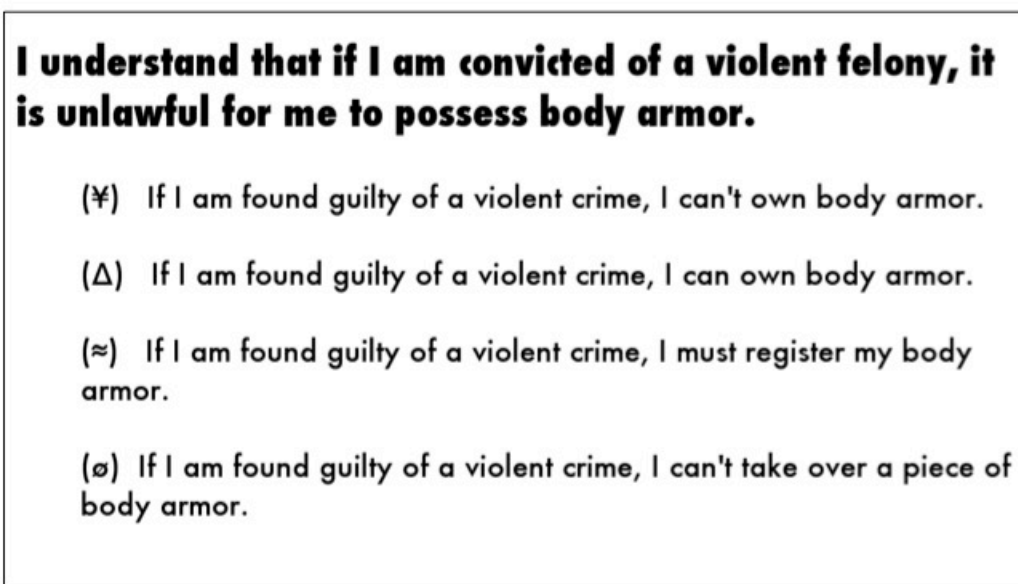 I understand that if I am convicted of a violent felony, it
is unlawful for me to possess body armor.
(¥) If I am found guilty of a violent crime, I can't own body armor.
(Δ) If I am found guilty of a violent crime, I can own body armor.
(≈) If I am found guilty of a violent crime, I must register my body
armor.
(ø) If I am found guilty of a violent crime, I can't take over a piece of
body armor.